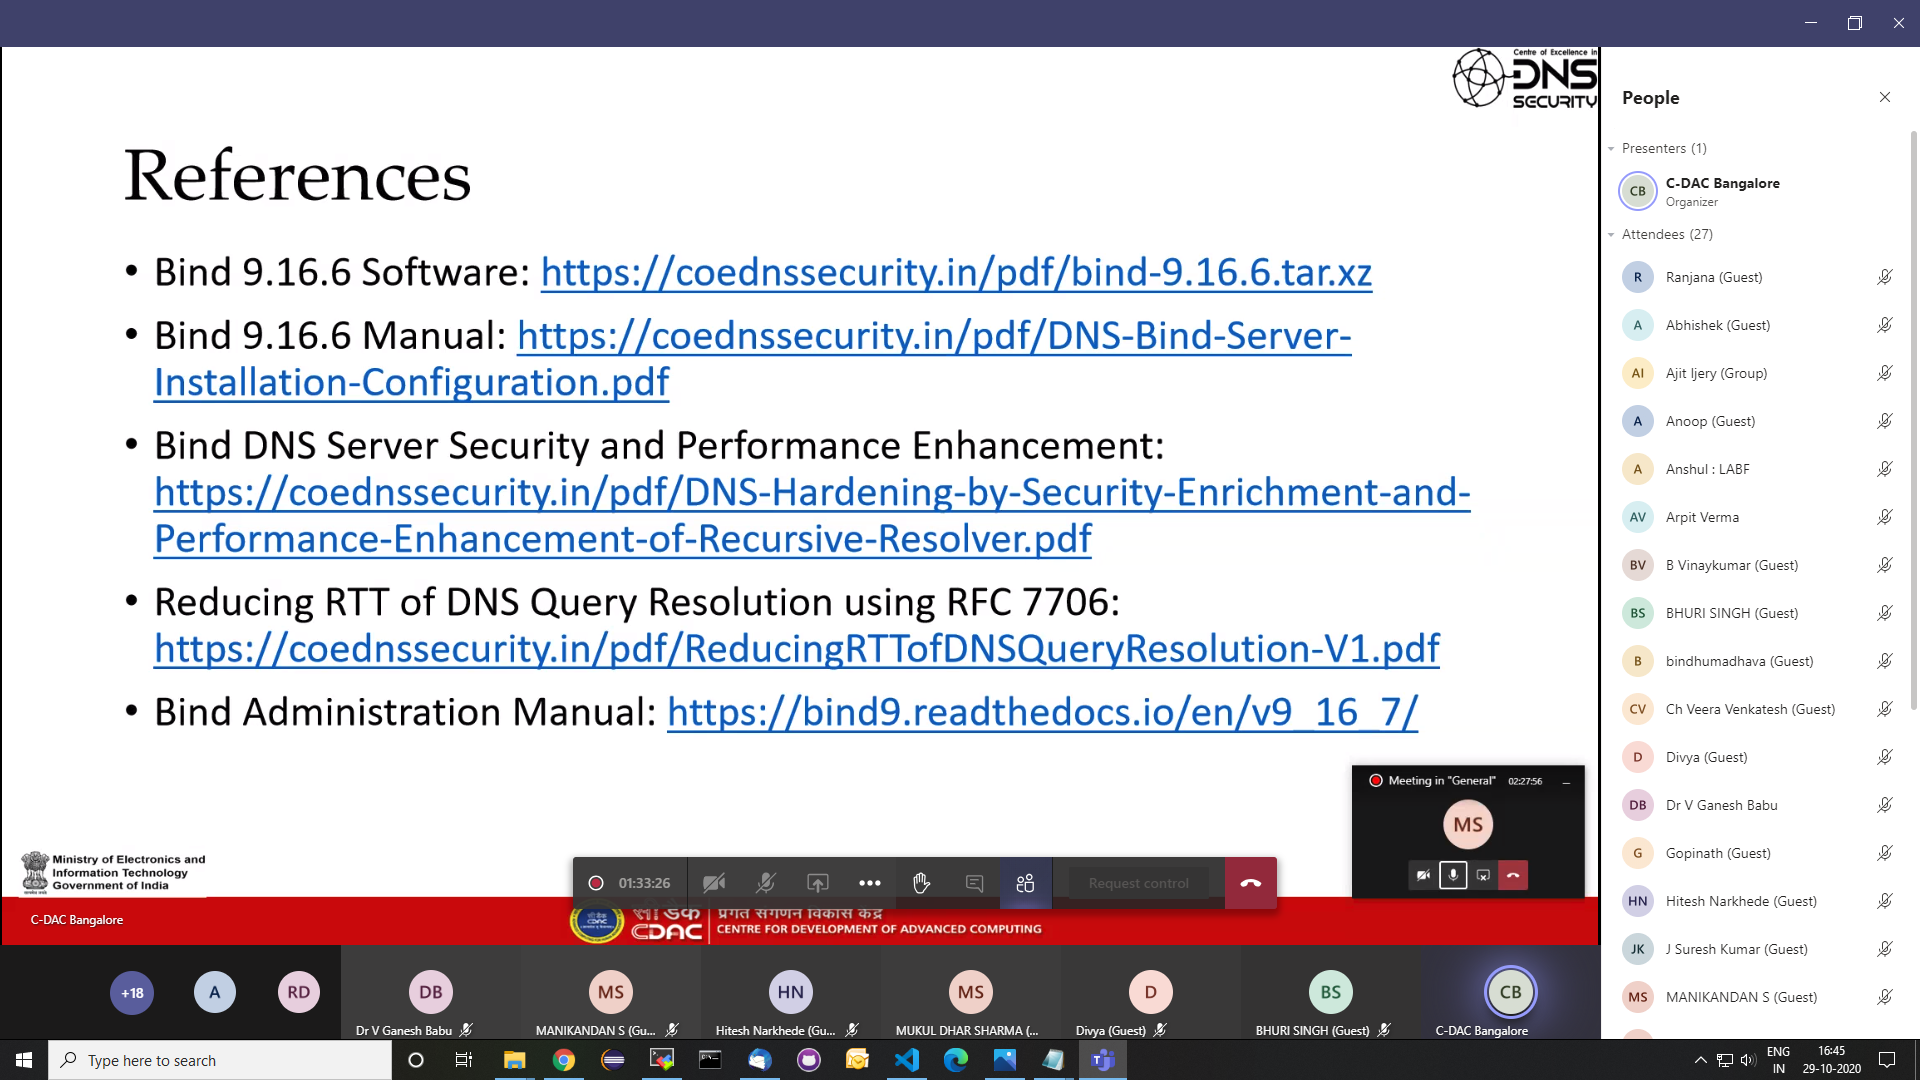 Centre of Excellence in
DNS
SECURITY
References
• Bind 9.16.6 Software: https://coednssecurity.in/pdf/bind-9.16.6.tar.xz
• Bind 9.16.6 Manual: https://coednssecurity.in/pdf/DNS-Bind-Server-
Installation-Configuration.pdf
• Bind DNS Server Security and Performance Enhancement:
https://coednssecurity.in/pdf/DNS-Hardening-by-Security-Enrichment-and-
Performance-Enhancement-of-Recursive-Resolver.pdf
• Reducing RTT of DNS Query Resolution using RFC 7706:
https://coednssecurity.in/pdf/ReducingRTTofDNSQueryResolution-V1.pdf
• Bind Administration Manual: https://bind9.readthedocs.io/en/v9_16_7/
Meeting in "General" 02:27:56
MS
Ministry of Electronics and
Information Technology
Government of India
01:33:26
Request control
C-DAC Bangalore
सी डैक
प्रगत संगणन विकास केंद्र
CDAC
CENTRE FOR DEVELOPMENT OF ADVANCED COMPUTING
+18
A
RD
DB
MS
HN
MS
D
BS
CB
Dr V Ganesh Babu
MANIKANDAN S (Gu...
Hitesh Narkhede (Gu...
MUKUL DHAR SHARMA (...
Divya (Guest)
BHURI SINGH (Guest)
C-DAC Bangalore
People
Presenters (1)
CB C-DAC Bangalore
Organizer
Attendees (27)
R Ranjana (Guest)
A Abhishek (Guest)
AI Ajit Ijery (Group)
A Anoop (Guest)
A Anshul : LABF
AV Arpit Verma
BV B Vinaykumar (Guest)
BS BHURI SINGH (Guest)
B bindhumadhava (Guest)
CV Ch Veera Venkatesh (Guest)
D Divya (Guest)
DB Dr V Ganesh Babu
G Gopinath (Guest)
HN Hitesh Narkhede (Guest)
JK J Suresh Kumar (Guest)
MS MANIKANDAN S (Guest)
Type here to search
ENG
IN
16:45
29-10-2020